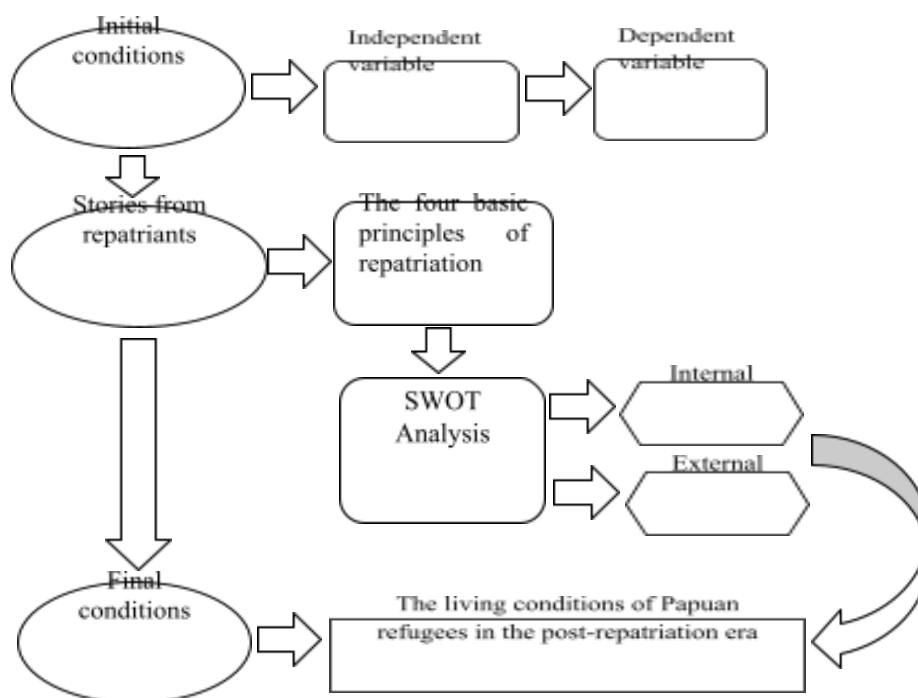 Initial
conditions
Independent
variable
Dependent
variable
Stories from
repatriants
The four basic
principles of
repatriation
SWOT
Analysis
Internal
External
Final
conditions
The living conditions of Papuan
refugees in the post-repatriation era